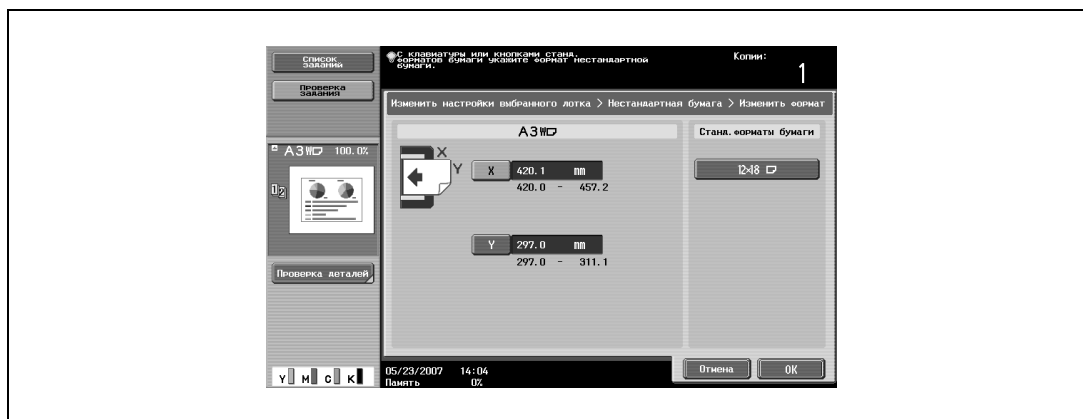 Список
заданий
Проверка
задания
С клавиатуры или кнопками станд.
форматов бумаги укажите формат нестандартной
бумаги.
Копии:
1
Изменить настройки выбранного лотка > Нестандартная бумага > Изменить формат
A3W
Станд.форматы бумаги
A3W 100.0%
X
Y
X 420.1 mm
420.0 - 457.2
12×18
Y 297.0 mm
297.0 - 311.1
Проверка деталей
05/23/2007 14:04
Память 0%
Y M C K
Отмена
OK